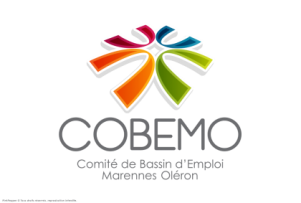 COBEMO
Comité de Bassin d'Emploi
Marennes Oléron